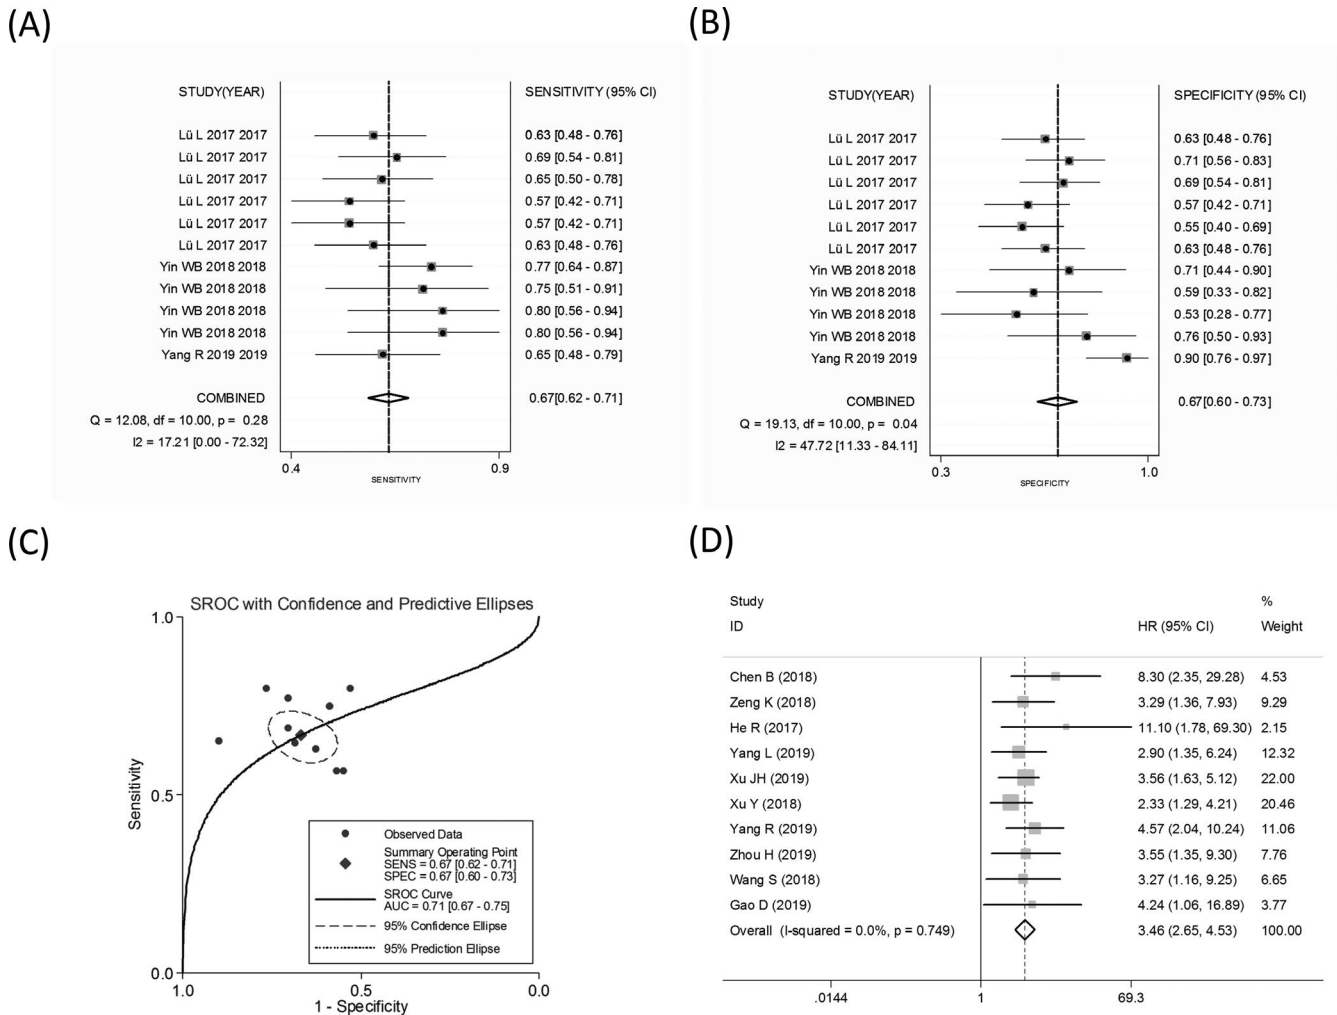 (A)
STUDY(YEAR) SENSITIVITY (95% CI)
Lü L 2017 2017 0.63 [0.48 - 0.76]
Lü L 2017 2017 0.69 [0.54 - 0.81]
Lü L 2017 2017 0.65 [0.50 - 0.78]
Lü L 2017 2017 0.57 [0.42 - 0.71]
Lü L 2017 2017 0.57 [0.42 - 0.71]
Lü L 2017 2017 0.63 [0.48 - 0.76]
Yin WB 2018 2018 0.77 [0.64 - 0.87]
Yin WB 2018 2018 0.75 [0.51 - 0.91]
Yin WB 2018 2018 0.80 [0.56 - 0.94]
Yin WB 2018 2018 0.80 [0.56 - 0.94]
Yang R 2019 2019 0.65 [0.48 - 0.79]
COMBINED 0.67[0.62 - 0.71]
Q = 12.08, df = 10.00, p = 0.28
I2 = 17.21 [0.00 - 72.32]
0.4 0.9
SENSITIVITY
(B)
STUDY(YEAR) SPECIFICITY (95% CI)
Lü L 2017 2017 0.63 [0.48 - 0.76]
Lü L 2017 2017 0.71 [0.56 - 0.83]
Lü L 2017 2017 0.69 [0.54 - 0.81]
Lü L 2017 2017 0.57 [0.42 - 0.71]
Lü L 2017 2017 0.55 [0.40 - 0.69]
Lü L 2017 2017 0.63 [0.48 - 0.76]
Yin WB 2018 2018 0.71 [0.44 - 0.90]
Yin WB 2018 2018 0.59 [0.33 - 0.82]
Yin WB 2018 2018 0.53 [0.28 - 0.77]
Yin WB 2018 2018 0.76 [0.50 - 0.93]
Yang R 2019 2019 0.90 [0.76 - 0.97]
COMBINED 0.67[0.60 - 0.73]
Q = 19.13, df = 10.00, p = 0.04
I2 = 47.72 [11.33 - 84.11]
0.3 1.0
SPECIFICITY
(C)
SROC with Confidence and Predictive Ellipses
1.0
0.5
0.0
Sensitivity
Observed Data
Summary Operating Point
SENS = 0.67 [0.62 - 0.71]
SPEC = 0.67 [0.60 - 0.73]
SROC Curve
AUC = 0.71 [0.67 - 0.75]
95% Confidence Ellipse
95% Prediction Ellipse
1.0 0.5 0.0
1 - Specificity
(D)
Study %
ID HR (95% CI) Weight
Chen B (2018) 8.30 (2.35, 29.28) 4.53
Zeng K (2018) 3.29 (1.36, 7.93) 9.29
He R (2017) 11.10 (1.78, 69.30) 2.15
Yang L (2019) 2.90 (1.35, 6.24) 12.32
Xu JH (2019) 3.56 (1.63, 5.12) 22.00
Xu Y (2018) 2.33 (1.29, 4.21) 20.46
Yang R (2019) 4.57 (2.04, 10.24) 11.06
Zhou H (2019) 3.55 (1.35, 9.30) 7.76
Wang S (2018) 3.27 (1.16, 9.25) 6.65
Gao D (2019) 4.24 (1.06, 16.89) 3.77
Overall (I-squared = 0.0%, p = 0.749) 3.46 (2.65, 4.53) 100.00
.0144 1 69.3